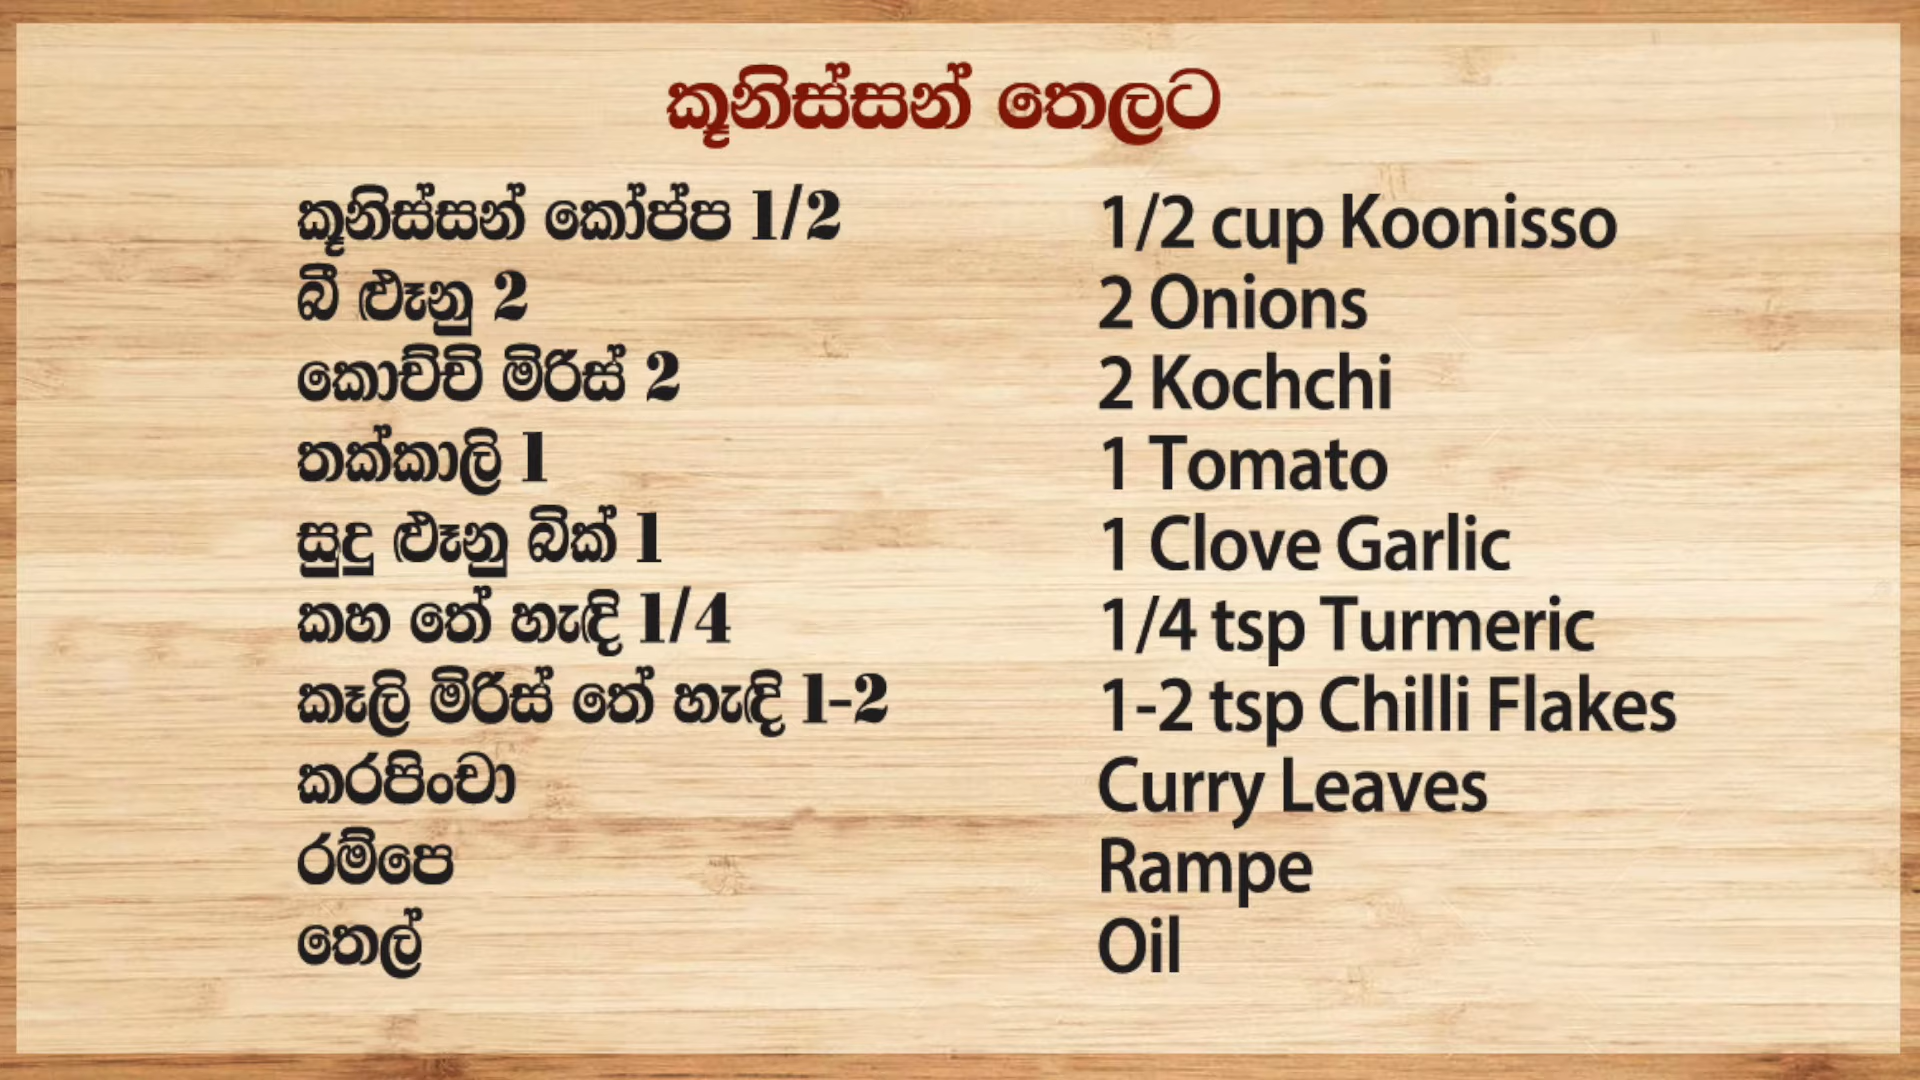 කූනිස්සන් තෙලට
කූනිස්සන් කෝප්ප 1/2
බී ළූනු 2
කොච්චි මිරිස් 2
තක්කාලි 1
සුදු ළූනු බික් 1
කහ තේ හැඳි 1/4
කෑලි මිරිස් තේ හැඳි 1-2
කරපිංචා
රම්පෙ
තෙල්
1/2 cup Koonisso
2 Onions
2 Kochchi
1 Tomato
1 Clove Garlic
1/4 tsp Turmeric
1-2 tsp Chilli Flakes
Curry Leaves
Rampe
Oil